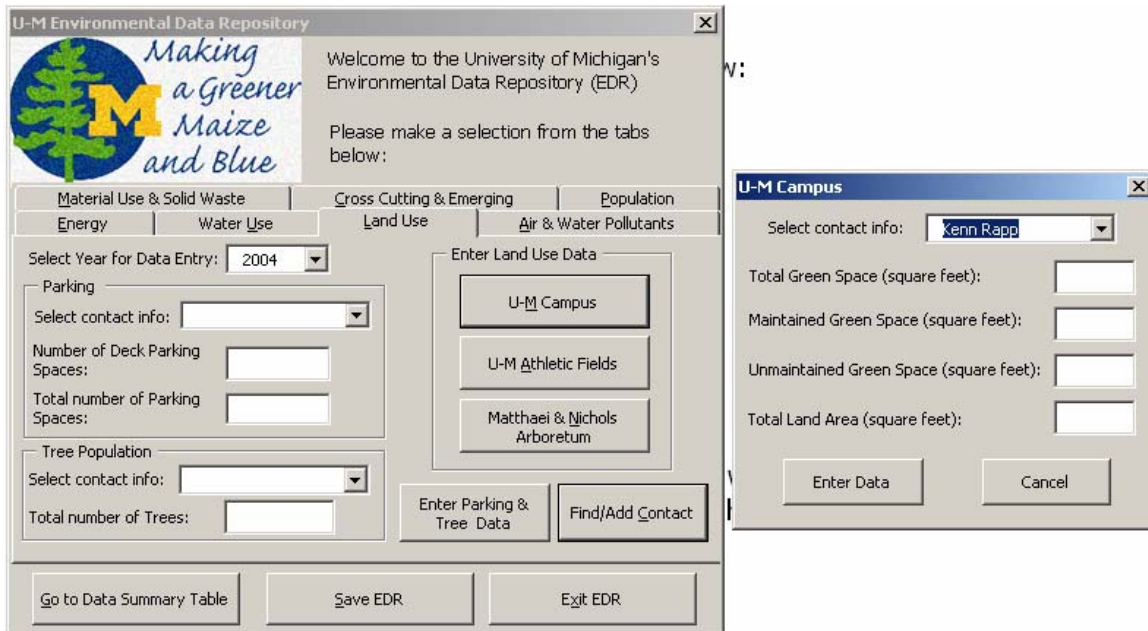 U-M Environmental Data Repository
Making
a Greener
Maize
and Blue
M
Welcome to the University of Michigan's
Environmental Data Repository (EDR)
Please make a selection from the tabs
below:
Material Use & Solid Waste
Cross Cutting & Emerging
Population
Energy
Water Use
Land Use
Air & Water Pollutants
Select Year for Data Entry:
2004
Parking
Select contact info:
Number of Deck Parking
Spaces:
Total number of Parking
Spaces:
Tree Population
Select contact info:
Total number of Trees:
Enter Land Use Data
U-M Campus
U-M Athletic Fields
Matthaei & Nichols
Arboretum
Enter Parking &
Tree Data
Find/Add Contact
Go to Data Summary Table
Save EDR
Exit EDR
w:
U-M Campus
Select contact info:
Kenn Rapp
Total Green Space (square feet):
Maintained Green Space (square feet):
Unmaintained Green Space (square feet):
Total Land Area (square feet):
Enter Data
Cancel